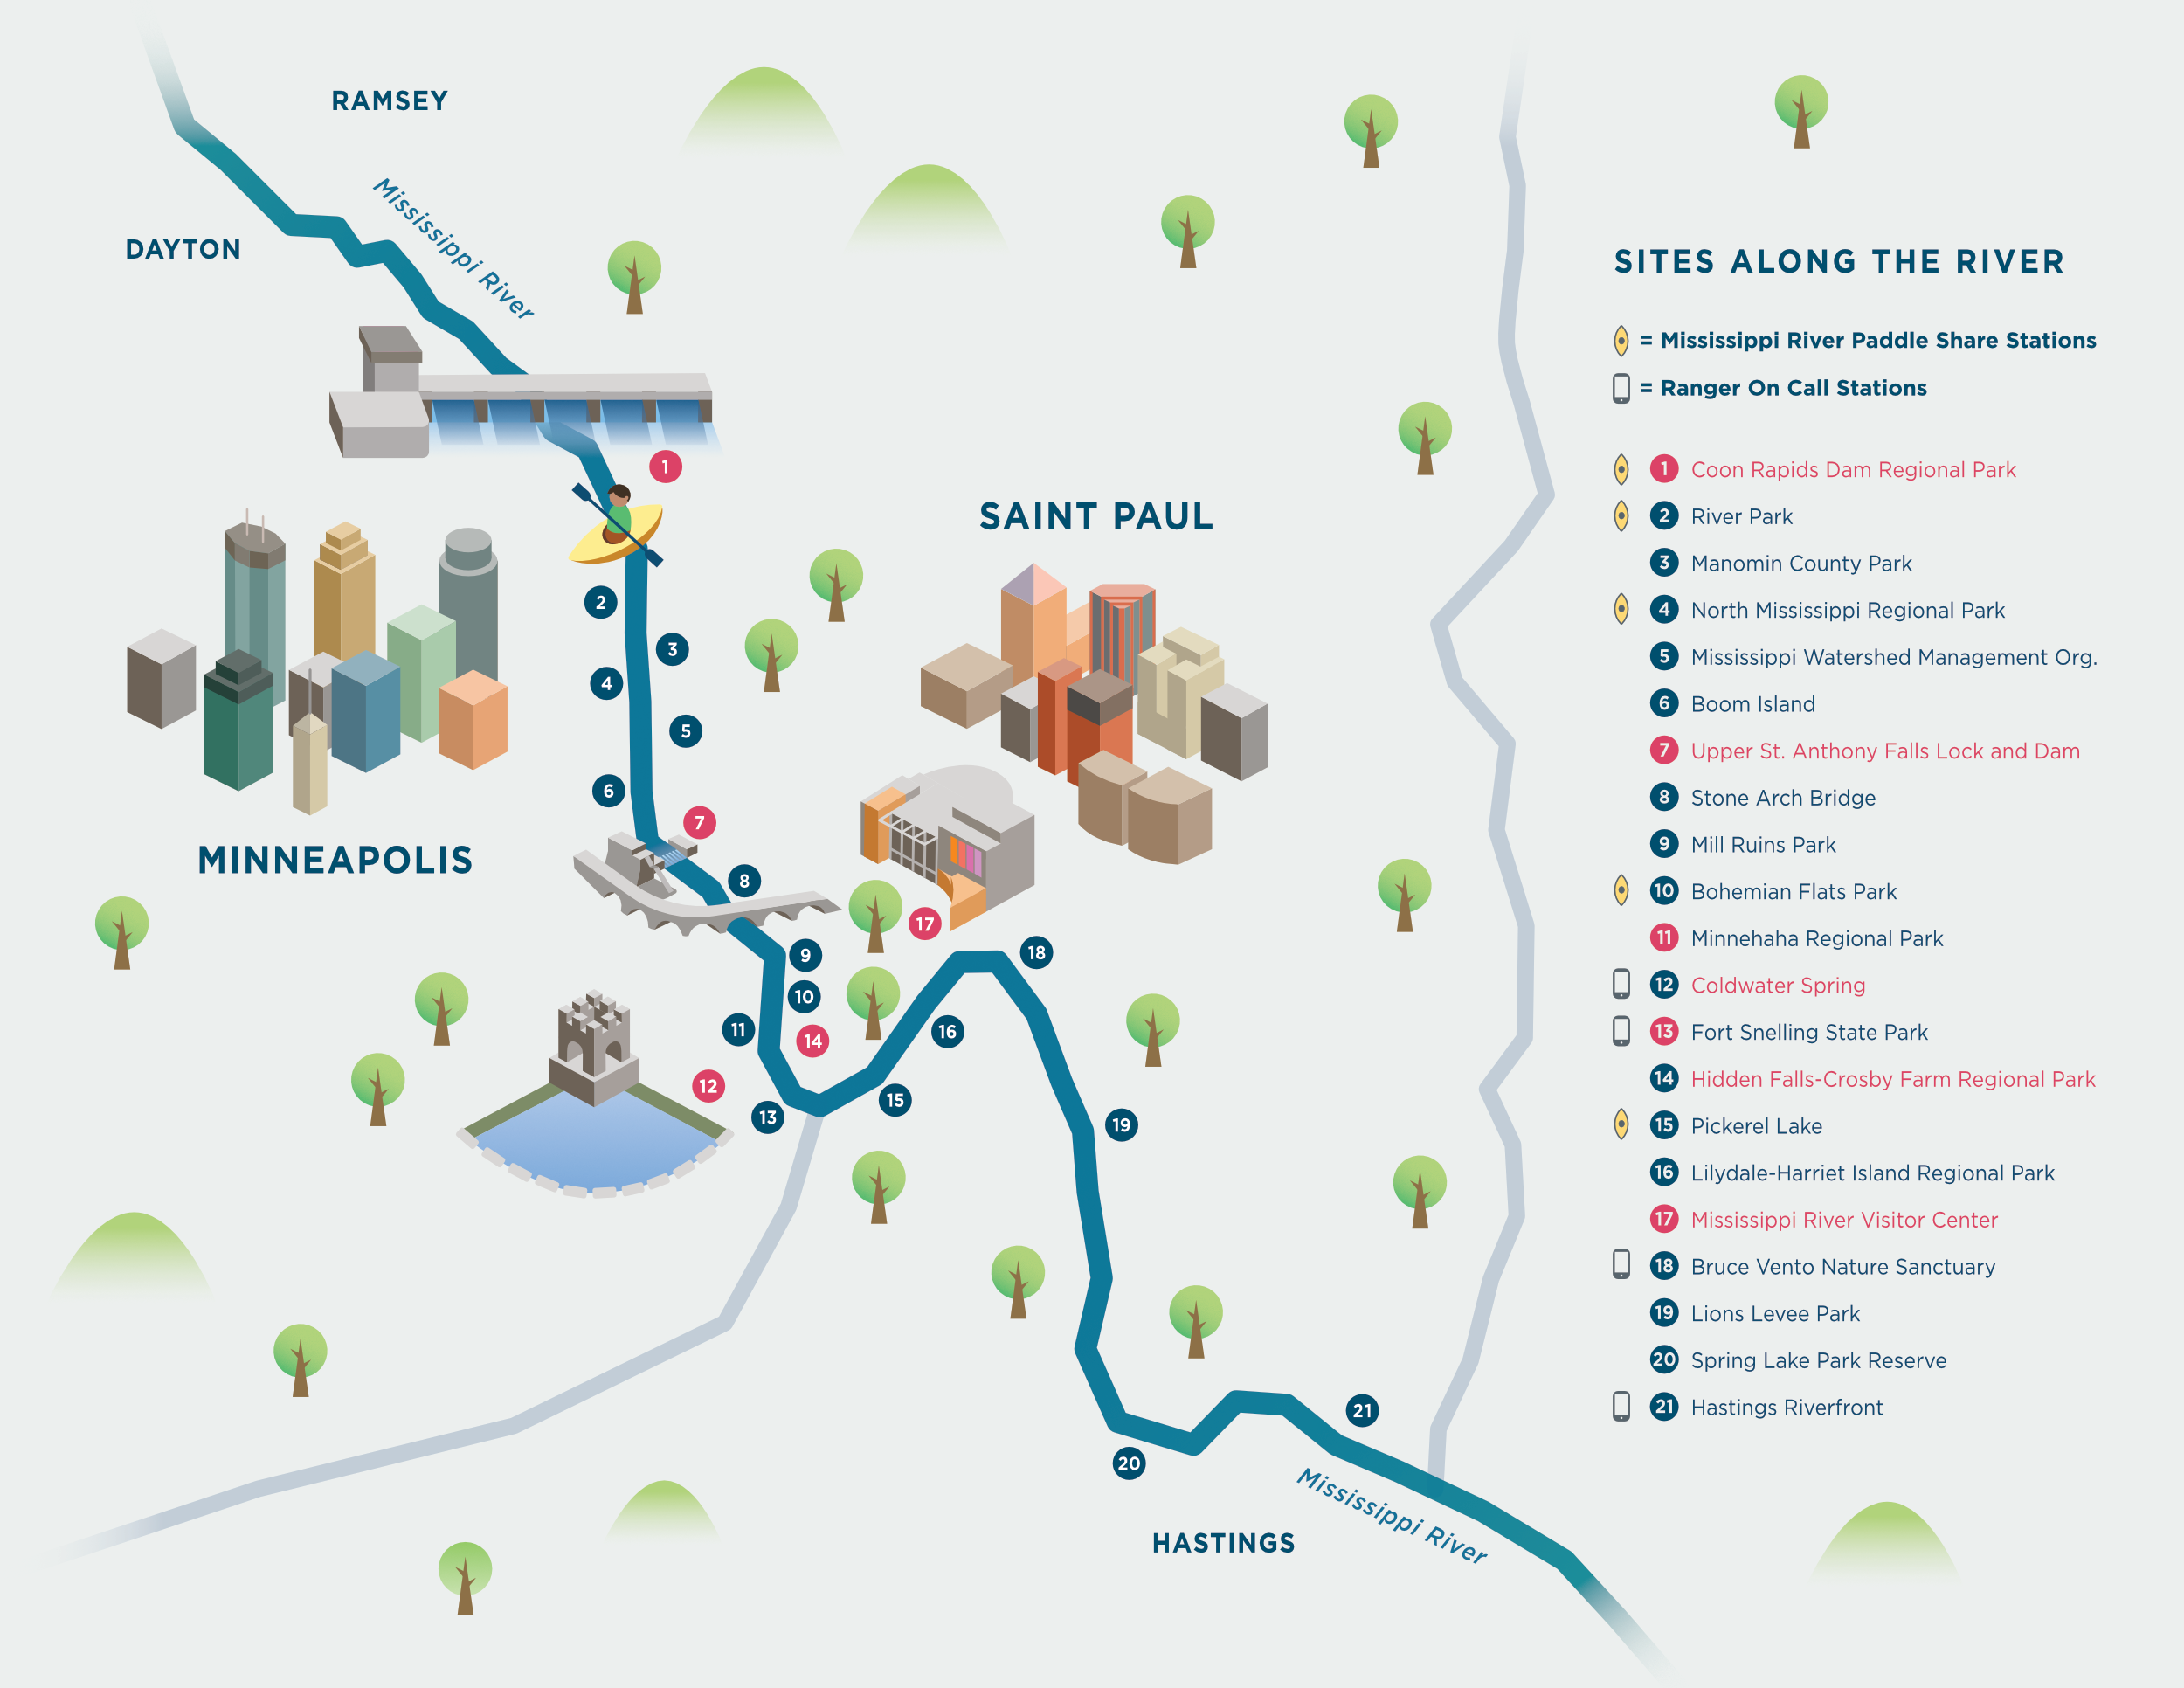 RAMSEY
Mississippi River
DAYTON
1
SAINT PAUL
2
3
4
5
6
7
MINNEAPOLIS
8
17
9
18
10
11
14
16
12
15
13
19
21
20
Mississippi River
HASTINGS
SITES ALONG THE RIVER
= Mississippi River Paddle Share Stations
= Ranger On Call Stations
1 Coon Rapids Dam Regional Park
2 River Park
3 Manomin County Park
4 North Mississippi Regional Park
5 Mississippi Watershed Management Org.
6 Boom Island
7 Upper St. Anthony Falls Lock and Dam
8 Stone Arch Bridge
9 Mill Ruins Park
10 Bohemian Flats Park
11 Minnehaha Regional Park
12 Coldwater Spring
13 Fort Snelling State Park
14 Hidden Falls-Crosby Farm Regional Park
15 Pickerel Lake
16 Lilydale-Harriet Island Regional Park
17 Mississippi River Visitor Center
18 Bruce Vento Nature Sanctuary
19 Lions Levee Park
20 Spring Lake Park Reserve
21 Hastings Riverfront